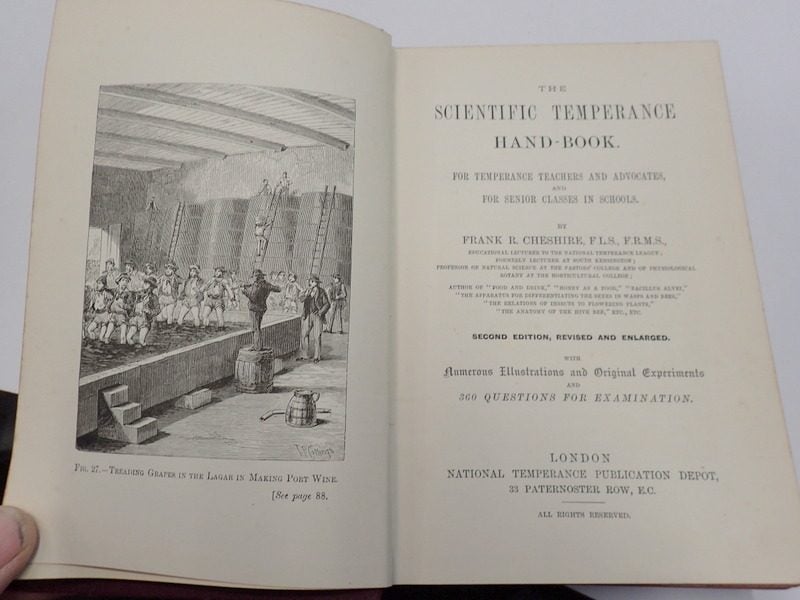 FIG. 27.—TREADING GRAPES IN THE LAGAR IN MAKING PORT WINE.
[See page 88.
THE
SCIENTIFIC TEMPERANCE
HAND-BOOK.
FOR TEMPERANCE TEACHERS AND ADVOCATES,
AND
FOR SENIOR CLASSES IN SCHOOLS.
BY
FRANK R. CHESHIRE, F.L.S., F.R.M.S.,
EDUCATIONAL LECTURER TO THE NATIONAL TEMPERANCE LEAGUE;
FORMERLY LECTURER AT SOUTH KENSINGTON;
PROFESSOR OF NATURAL SCIENCE AT THE PASTORS' COLLEGE AND OF PHYSIOLOGICAL
BOTANY AT THE HORTICULTURAL COLLEGE;
AUTHOR OF "FOOD AND DRINK," "HONEY AS A FOOD," "BACILLUS ALVEI,"
"THE APPARATUS FOR DIFFERENTIATING THE SEXES IN WASPS AND BEES,"
"THE RELATIONS OF INSECTS TO FLOWERING PLANTS,"
"THE ANATOMY OF THE HIVE BEE," ETC., ETC.
SECOND EDITION, REVISED AND ENLARGED.
WITH
Numerous Illustrations and Original Experiments
AND
360 QUESTIONS FOR EXAMINATION.
LONDON
NATIONAL TEMPERANCE PUBLICATION DEPOT,
33 PATERNOSTER ROW, E.C.
ALL RIGHTS RESERVED.